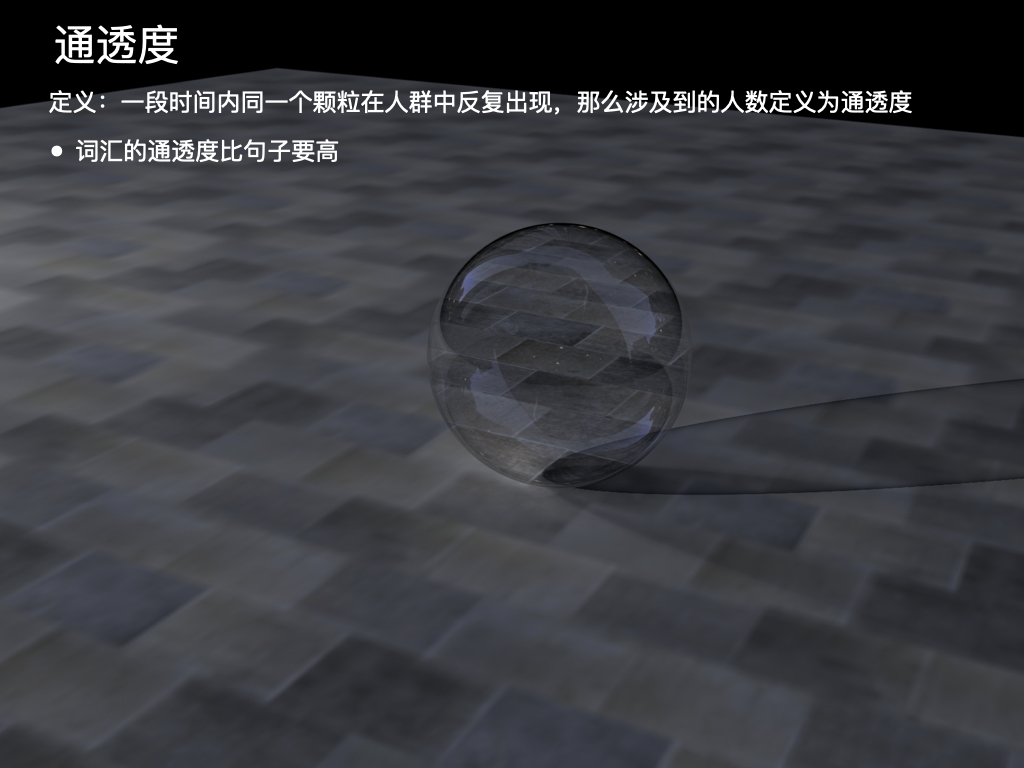 通透度
定义：一段时间内同一个颗粒在人群中反复出现，那么涉及到的人数定义为通透度
● 词汇的通透度比句子要高